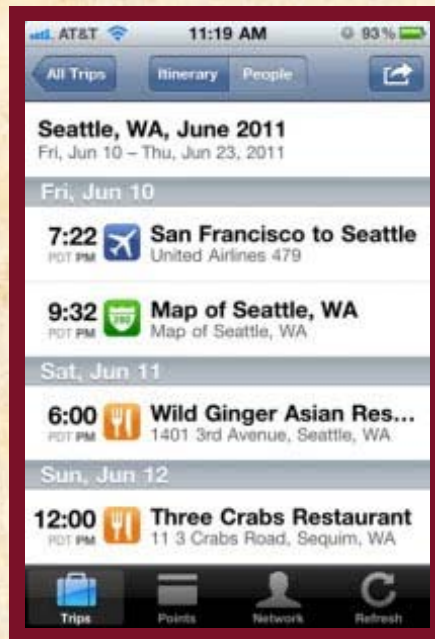 AT&T 11:19 AM 93%
All Trips Itinerary People
Seattle, WA, June 2011
Fri, Jun 10 – Thu, Jun 23, 2011
Fri, Jun 10
7:22 San Francisco to Seattle
PDT PM United Airlines 479
9:32 Map of Seattle, WA
PDT PM Map of Seattle, WA
Sat, Jun 11
6:00 Wild Ginger Asian Res...
PDT PM 1401 3rd Avenue, Seattle, WA
Sun, Jun 12
12:00 Three Crabs Restaurant
PDT PM 11 3 Crabs Road, Sequim, WA
Trips Points Network Refresh